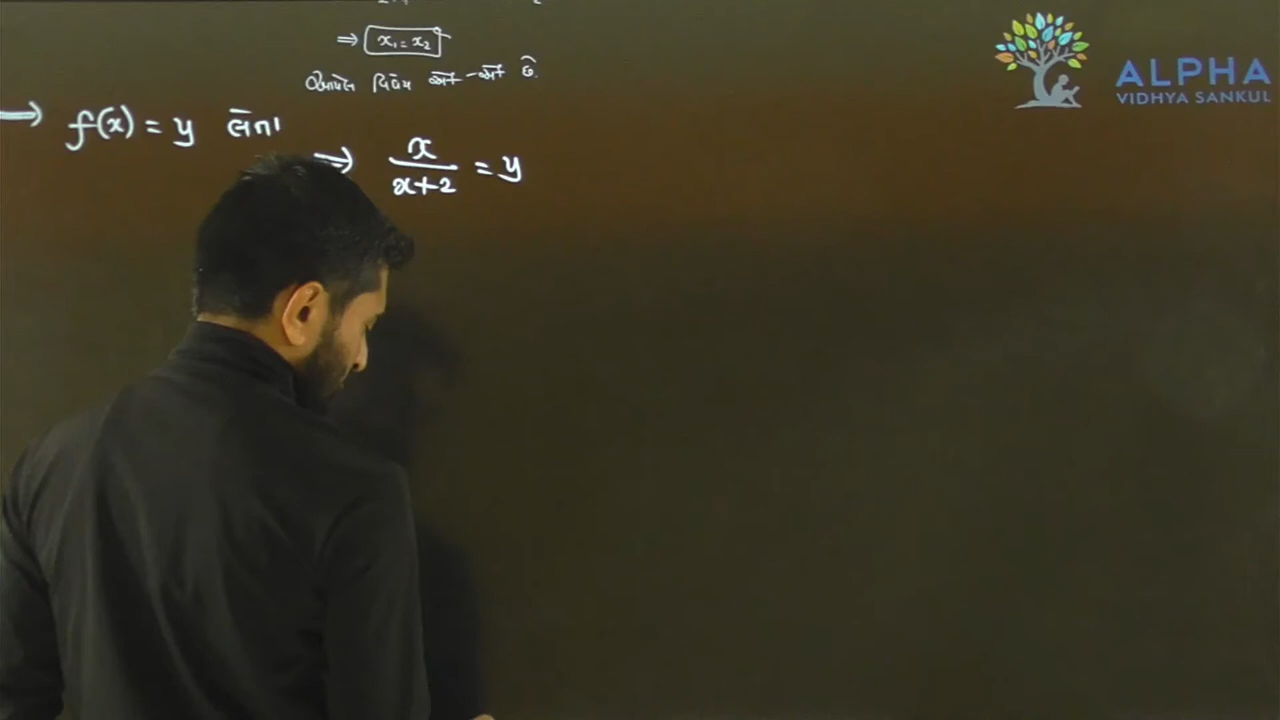 ⇒ x₁ = x₂
આપેલ વિધેય એક-એક છે.
⇒ f(x) = y લેતા
⇒ x/(x+2) = y
ALPHA
VIDHYA SANKUL